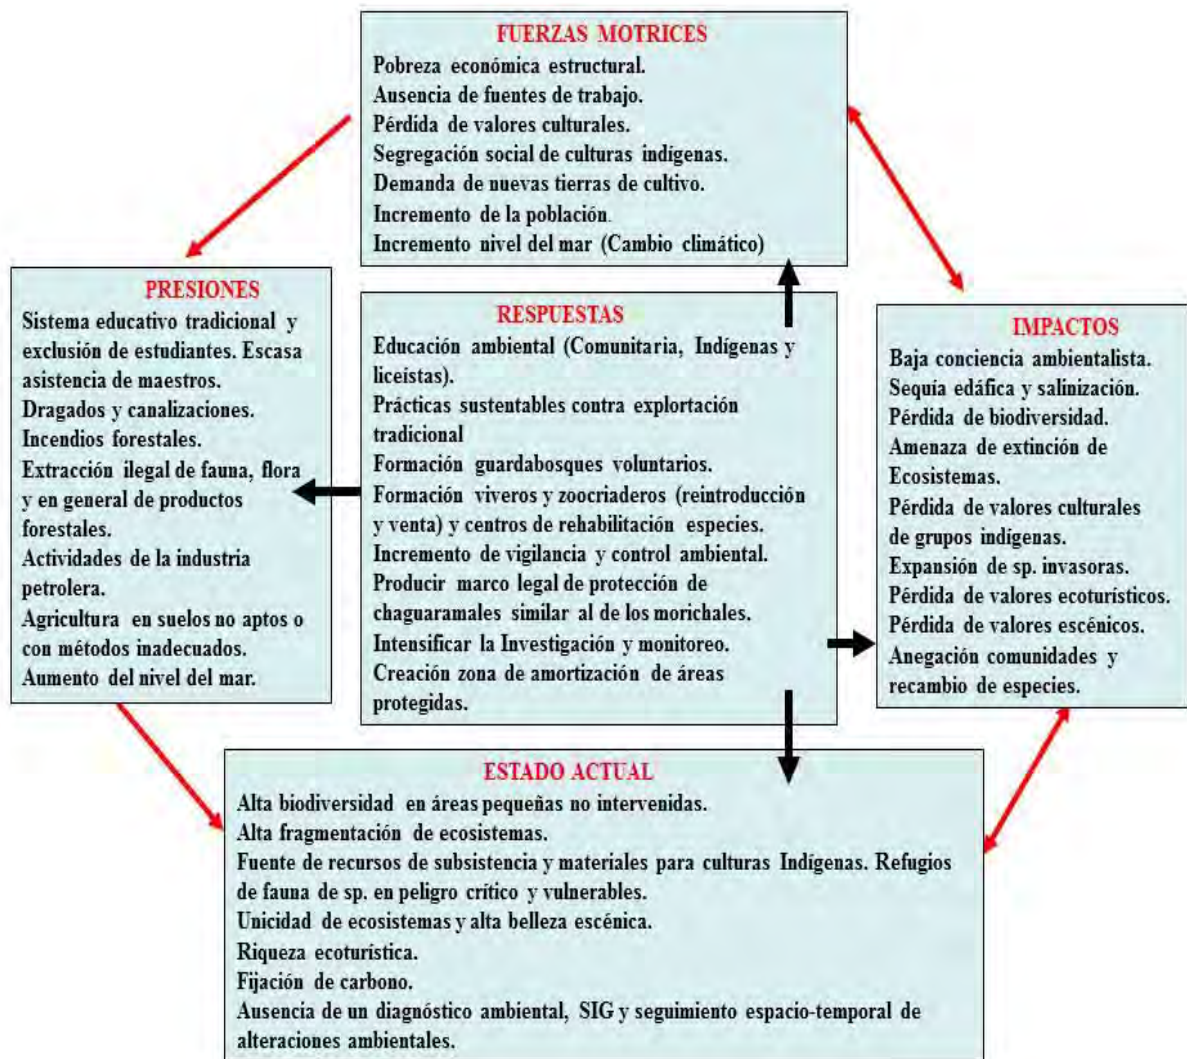 FUERZAS MOTRICES
Pobreza económica estructural.
Ausencia de fuentes de trabajo.
Pérdida de valores culturales.
Segregación social de culturas indígenas.
Demanda de nuevas tierras de cultivo.
Incremento de la población.
Incremento nivel del mar (Cambio climático)
PRESIONES
Sistema educativo tradicional y
exclusión de estudiantes. Escasa
asistencia de maestros.
Dragados y canalizaciones.
Incendios forestales.
Extracción ilegal de fauna, flora
y en general de productos
forestales.
Actividades de la industria
petrolera.
Agricultura en suelos no aptos o
con métodos inadecuados.
Aumento del nivel del mar.
RESPUESTAS
Educación ambiental (Comunitaria, Indígenas y
liceístas).
Prácticas sustentables contra explortación
tradicional
Formación guardabosques voluntarios.
Formación viveros y zoocriaderos (reintroducción
y venta) y centros de rehabilitación especies.
Incremento de vigilancia y control ambiental.
Producir marco legal de protección de
chaguaramales similar al de los morichales.
Intensificar la Investigación y monitoreo.
Creación zona de amortización de áreas
protegidas.
IMPACTOS
Baja conciencia ambientalista.
Sequía edáfica y salinización.
Pérdida de biodiversidad.
Amenaza de extinción de
Ecosistemas.
Pérdida de valores culturales
de grupos indígenas.
Expansión de sp. invasoras.
Pérdida de valores ecoturísticos.
Pérdida de valores escénicos.
Anegación comunidades y
recambio de especies.
ESTADO ACTUAL
Alta biodiversidad en áreas pequeñas no intervenidas.
Alta fragmentación de ecosistemas.
Fuente de recursos de subsistencia y materiales para culturas Indígenas. Refugios
de fauna de sp. en peligro crítico y vulnerables.
Unicidad de ecosistemas y alta belleza escénica.
Riqueza ecoturística.
Fijación de carbono.
Ausencia de un diagnóstico ambiental, SIG y seguimiento espacio-temporal de
alteraciones ambientales.